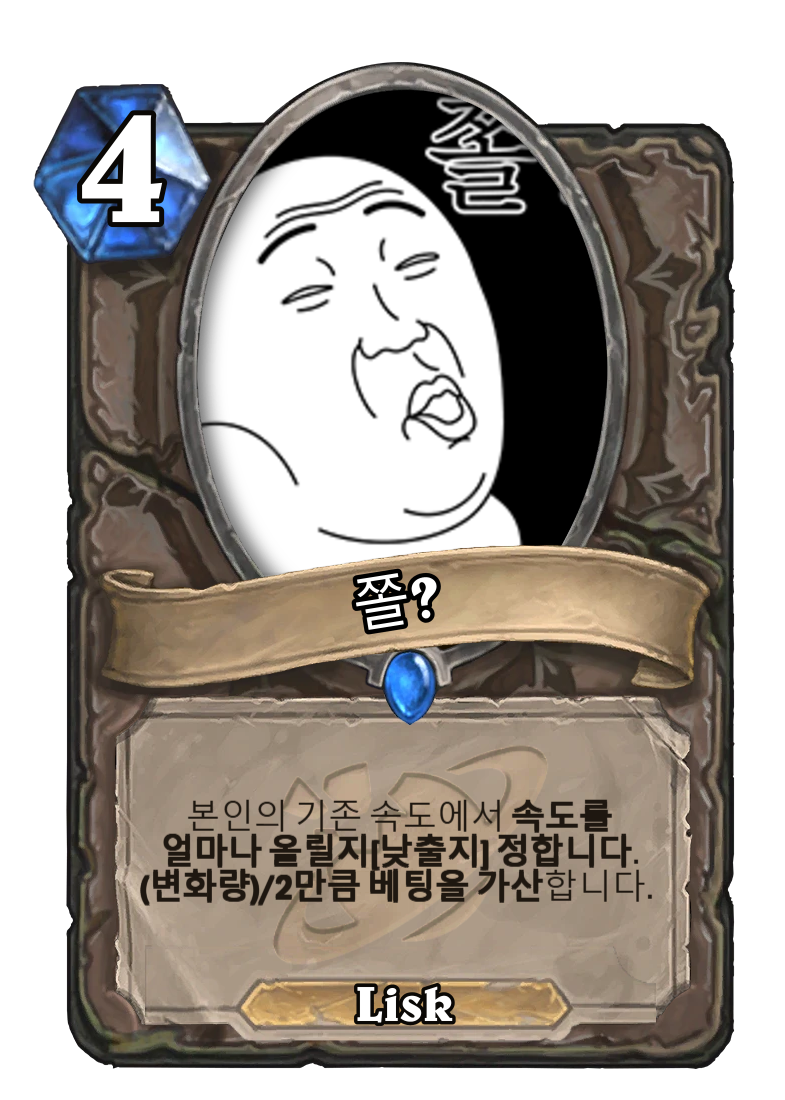 4
쫄
쫄?
본인의 기존 속도에서 속도를
얼마나 올릴지[낮출지] 정합니다.
(변화량)/2만큼 베팅을 가산합니다.
Lisk